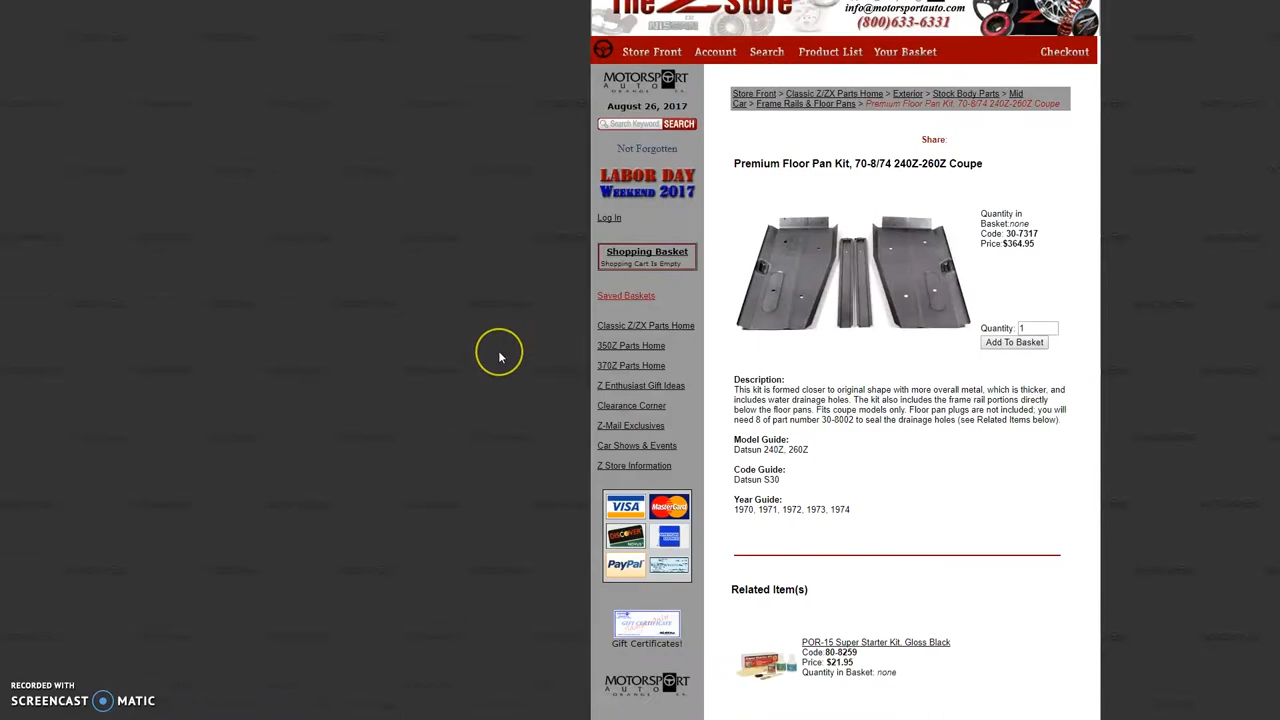 The Z Store
NISSAN
info@motorsportauto.com
(800)633-6331
Store Front Account Search Product List Your Basket Checkout
MOTORSPORT
AUTO
August 26, 2017
Search Keyword SEARCH
Not Forgotten
LABOR DAY
WEEKEND 2017
Log In
Shopping Basket
Shopping Cart Is Empty
Saved Baskets
Classic Z/ZX Parts Home
350Z Parts Home
370Z Parts Home
Z Enthusiast Gift Ideas
Clearance Corner
Z-Mail Exclusives
Car Shows & Events
Z Store Information
VISA MasterCard
DISCOVER
PayPal
GIFT CERTIFICATE
Gift Certificates!
MOTORSPORT
AUTO
Store Front > Classic Z/ZX Parts Home > Exterior > Stock Body Parts > Mid
Car > Frame Rails & Floor Pans > Premium Floor Pan Kit, 70-8/74 240Z-260Z Coupe
Share:
Premium Floor Pan Kit, 70-8/74 240Z-260Z Coupe
Quantity in
Basket:none
Code: 30-7317
Price:$364.95
Quantity: 1
Add To Basket
Description:
This kit is formed closer to original shape with more overall metal, which is thicker, and
includes water drainage holes. The kit also includes the frame rail portions directly
below the floor pans. Fits coupe models only. Floor pan plugs are not included; you will
need 8 of part number 30-8002 to seal the drainage holes (see Related Items below).
Model Guide:
Datsun 240Z, 260Z
Code Guide:
Datsun S30
Year Guide:
1970, 1971, 1972, 1973, 1974
Related Item(s)
POR-15 Super Starter Kit, Gloss Black
Code:80-8259
Price: $21.95
Quantity in Basket: none
RECORDED WITH
SCREENCAST MATIC